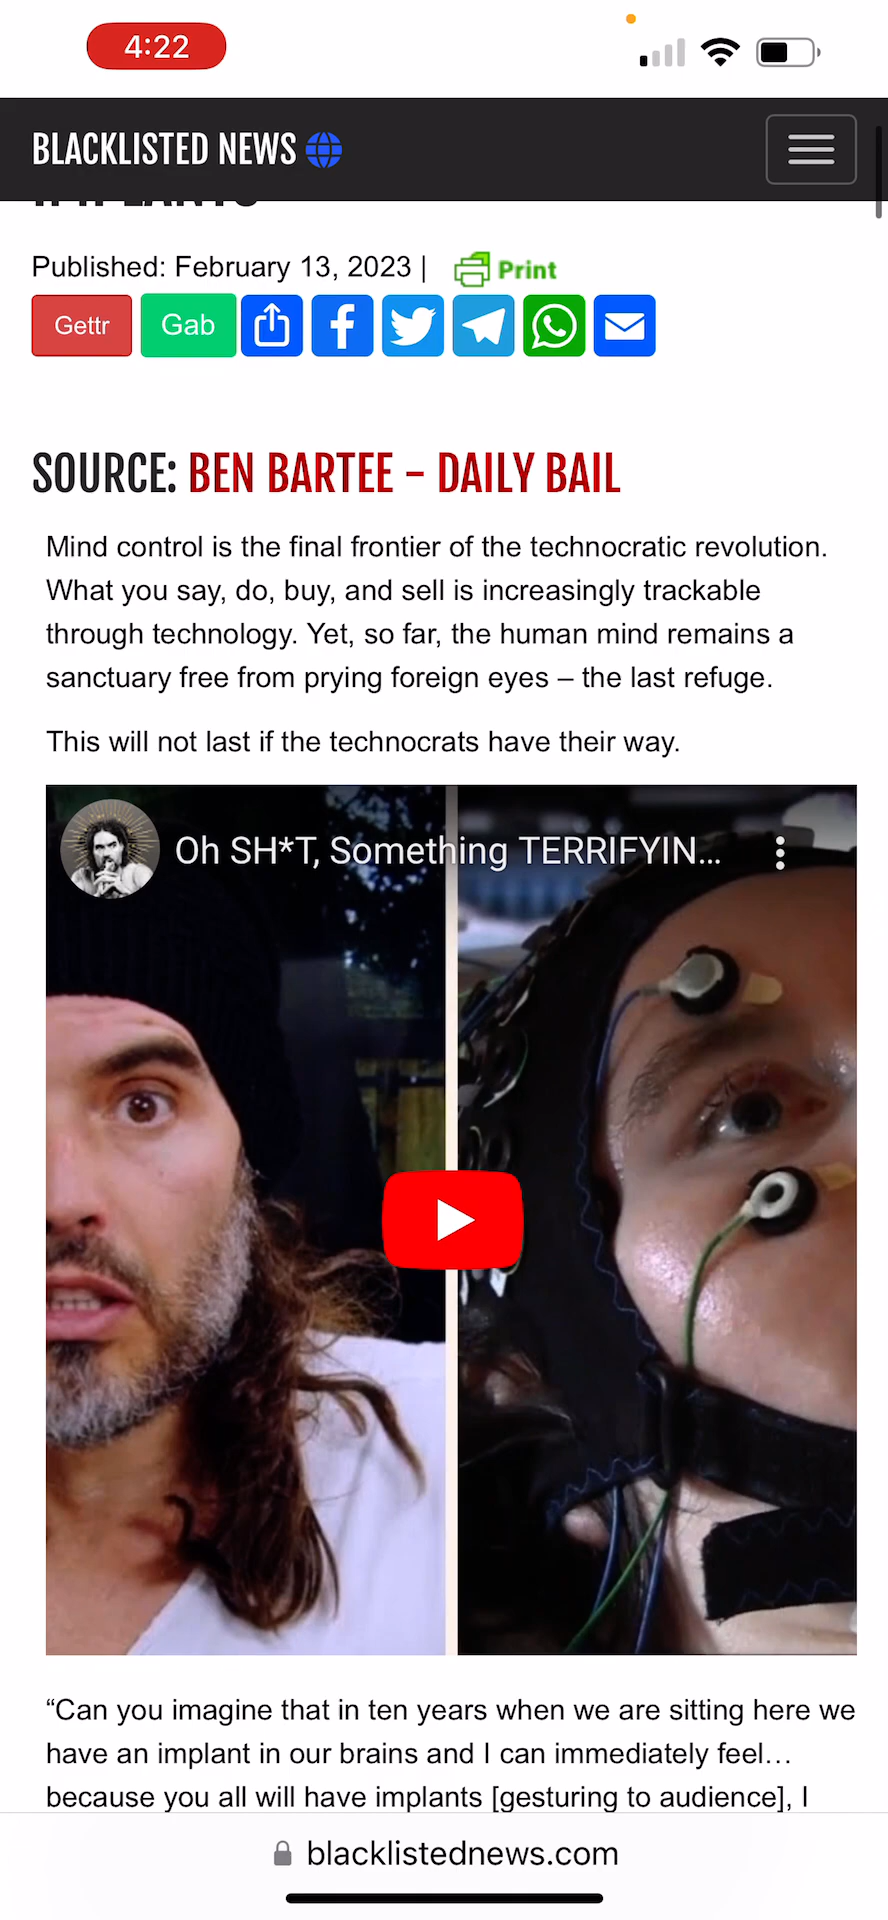 4:22
BLACKLISTED NEWS
Published: February 13, 2023 |
Print
Gettr
Gab
SOURCE: BEN BARTEE – DAILY BAIL
Mind control is the final frontier of the technocratic revolution.
What you say, do, buy, and sell is increasingly trackable
through technology. Yet, so far, the human mind remains a
sanctuary free from prying foreign eyes – the last refuge.
This will not last if the technocrats have their way.
Oh SH*T, Something TERRIFYIN...
“Can you imagine that in ten years when we are sitting here we
have an implant in our brains and I can immediately feel…
because you all will have implants [gesturing to audience], I
blacklistednews.com